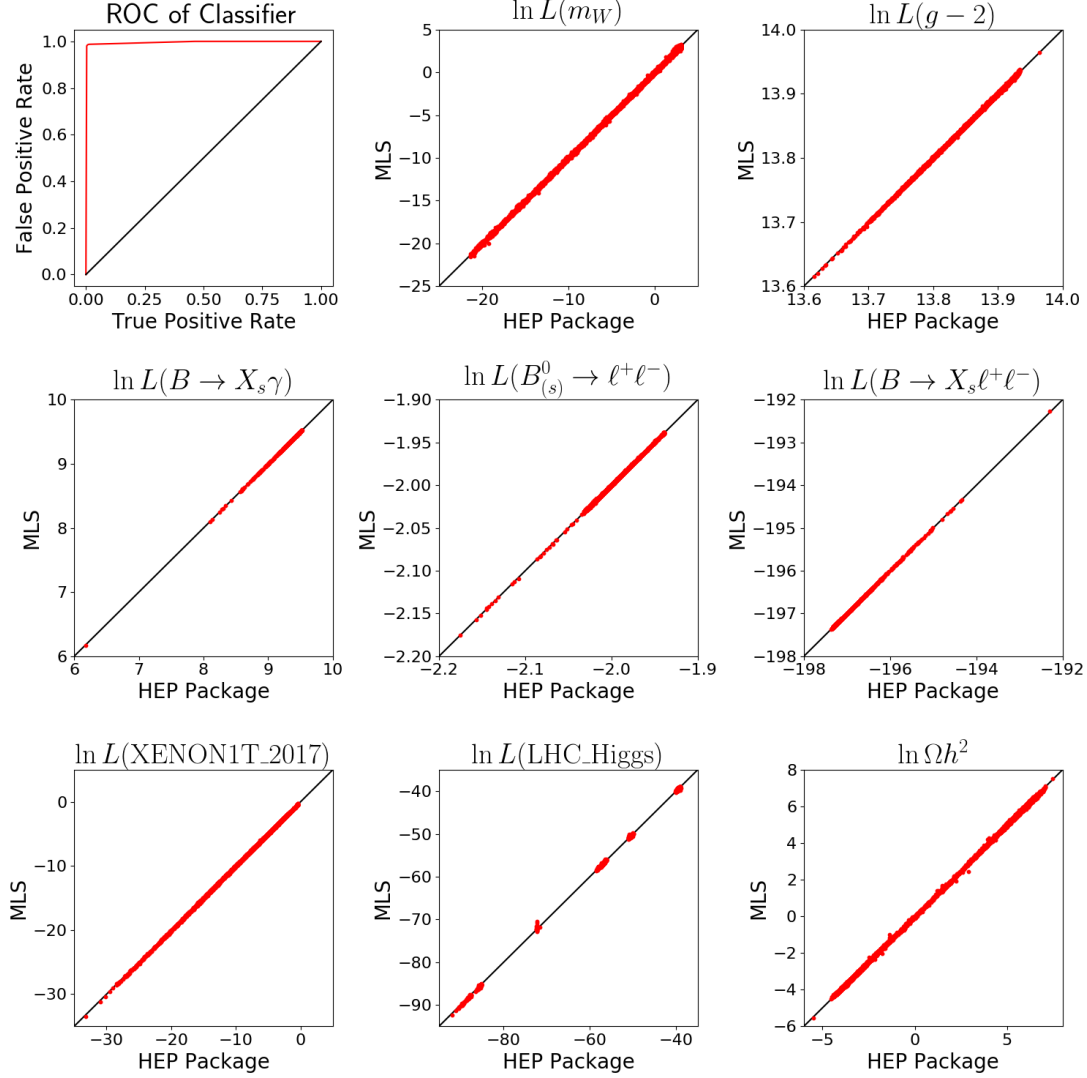 ROC of Classifier
1.0
0.8
0.6
0.4
0.2
0.0
False Positive Rate
0.00 0.25 0.50 0.75 1.00
True Positive Rate
ln L(m_W)
5
0
−5
−10
−15
−20
−25
MLS
−20 −10 0
HEP Package
ln L(g − 2)
14.0
13.9
13.8
13.7
13.6
MLS
13.6 13.7 13.8 13.9 14.0
HEP Package
ln L(B → X_sγ)
10
9
8
7
6
MLS
6 7 8 9 10
HEP Package
ln L(B^0_(s) → ℓ^+ℓ^−)
−1.90
−1.95
−2.00
−2.05
−2.10
−2.15
−2.20
MLS
−2.2 −2.1 −2.0 −1.9
HEP Package
ln L(B → X_sℓ^+ℓ^−)
−192
−193
−194
−195
−196
−197
−198
MLS
−198 −196 −194 −192
HEP Package
ln L(XENON1T_2017)
0
−10
−20
−30
MLS
−30 −20 −10 0
HEP Package
ln L(LHC_Higgs)
−40
−50
−60
−70
−80
−90
MLS
−80 −60 −40
HEP Package
ln Ωh²
8
6
4
2
0
−2
−4
−6
MLS
−5 0 5
HEP Package